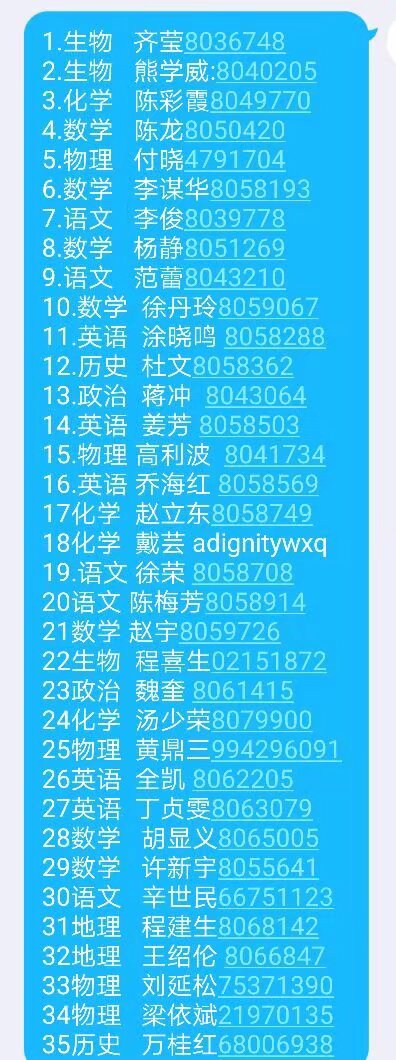 1.生物 齐莹8036748
2.生物 熊学威:8040205
3.化学 陈彩霞8049770
4.数学 陈龙8050420
5.物理 付晓4791704
6.数学 李谋华8058193
7.语文 李俊8039778
8.数学 杨静8051269
9.语文 范蕾8043210
10.数学 徐丹玲8059067
11.英语 涂晓鸣 8058288
12.历史 杜文8058362
13.政治 蒋冲 8043064
14.英语 姜芳 8058503
15.物理 高利波 8041734
16.英语 乔海红 8058569
17化学 赵立东8058749
18化学 戴芸 adignitywxq
19.语文 徐荣 8058708
20语文 陈梅芳8058914
21数学 赵宇8059726
22生物 程喜生02151872
23政治 魏奎 8061415
24化学 汤少荣8079900
25物理 黄鼎三994296091
26英语 全凯 8062205
27英语 丁贞雯8063079
28数学 胡显义8065005
29数学 许新宇8055641
30语文 辛世民66751123
31地理 程建生8068142
32地理 王绍伦 8066847
33物理 刘延松75371390
34物理 梁依斌21970135
35历史 万桂红68006938